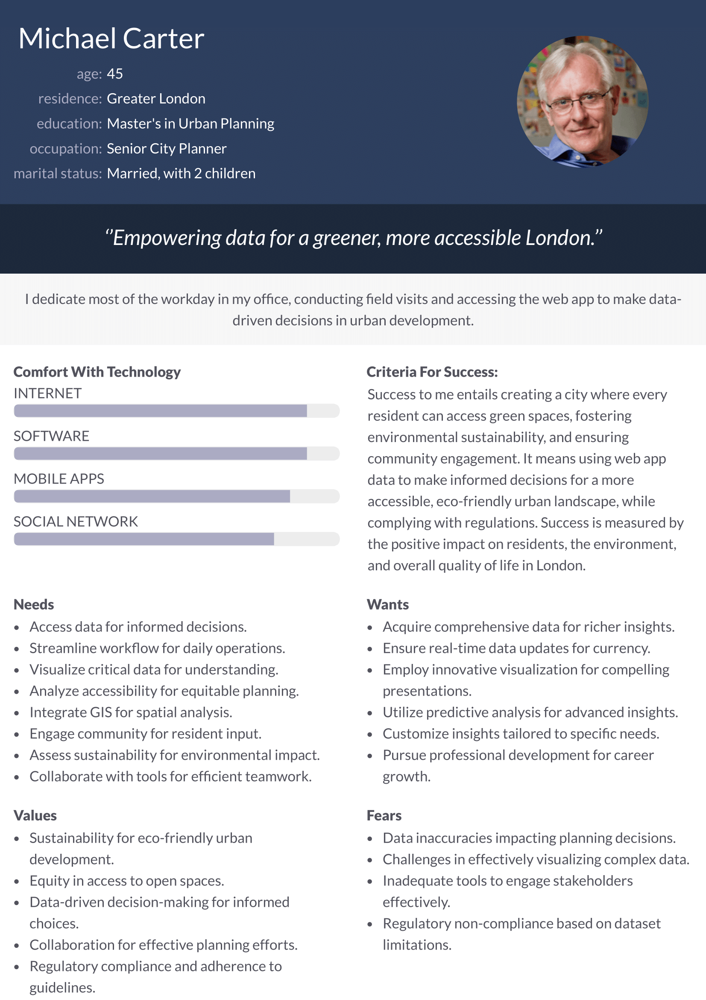 Michael Carter
age: 45
residence: Greater London
education: Master's in Urban Planning
occupation: Senior City Planner
marital status: Married, with 2 children
‘’Empowering data for a greener, more accessible London.’’
I dedicate most of the workday in my office, conducting field visits and accessing the web app to make data-
driven decisions in urban development.
Comfort With Technology
INTERNET
SOFTWARE
MOBILE APPS
SOCIAL NETWORK
Criteria For Success:
Success to me entails creating a city where every
resident can access green spaces, fostering
environmental sustainability, and ensuring
community engagement. It means using web app
data to make informed decisions for a more
accessible, eco-friendly urban landscape, while
complying with regulations. Success is measured by
the positive impact on residents, the environment,
and overall quality of life in London.
Needs
• Access data for informed decisions.
• Streamline workflow for daily operations.
• Visualize critical data for understanding.
• Analyze accessibility for equitable planning.
• Integrate GIS for spatial analysis.
• Engage community for resident input.
• Assess sustainability for environmental impact.
• Collaborate with tools for efficient teamwork.
Wants
• Acquire comprehensive data for richer insights.
• Ensure real-time data updates for currency.
• Employ innovative visualization for compelling
presentations.
• Utilize predictive analysis for advanced insights.
• Customize insights tailored to specific needs.
• Pursue professional development for career
growth.
Values
• Sustainability for eco-friendly urban
development.
• Equity in access to open spaces.
• Data-driven decision-making for informed
choices.
• Collaboration for effective planning efforts.
• Regulatory compliance and adherence to
guidelines.
Fears
• Data inaccuracies impacting planning decisions.
• Challenges in effectively visualizing complex data.
• Inadequate tools to engage stakeholders
effectively.
• Regulatory non-compliance based on dataset
limitations.